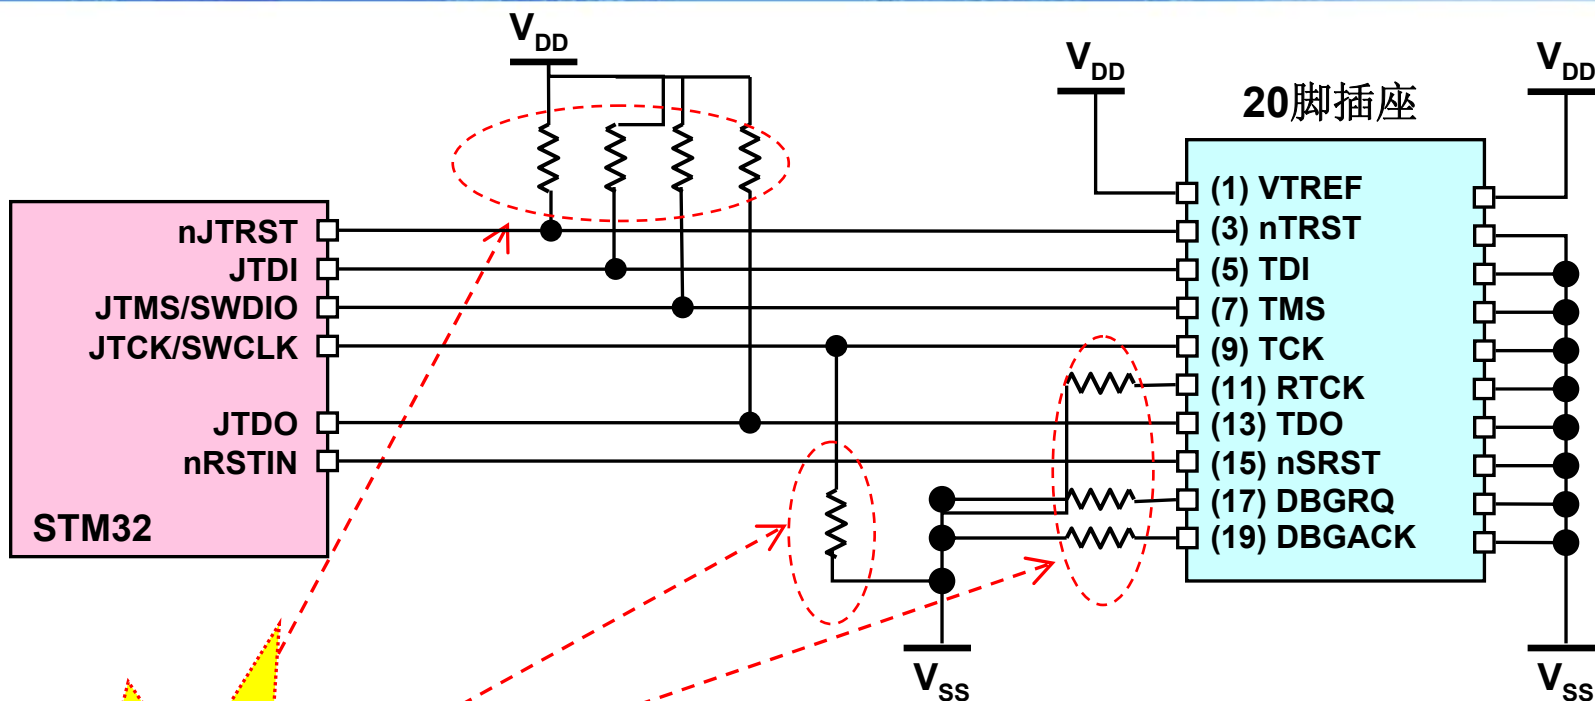 VDD
VDD
VDD
20脚插座
nJTRST
JTDI
JTMS/SWDIO
JTCK/SWCLK
JTDO
nRSTIN
STM32
(1) VTREF
(3) nTRST
(5) TDI
(7) TMS
(9) TCK
(11) RTCK
(13) TDO
(15) nSRST
(17) DBGRQ
(19) DBGACK
VSS
VSS